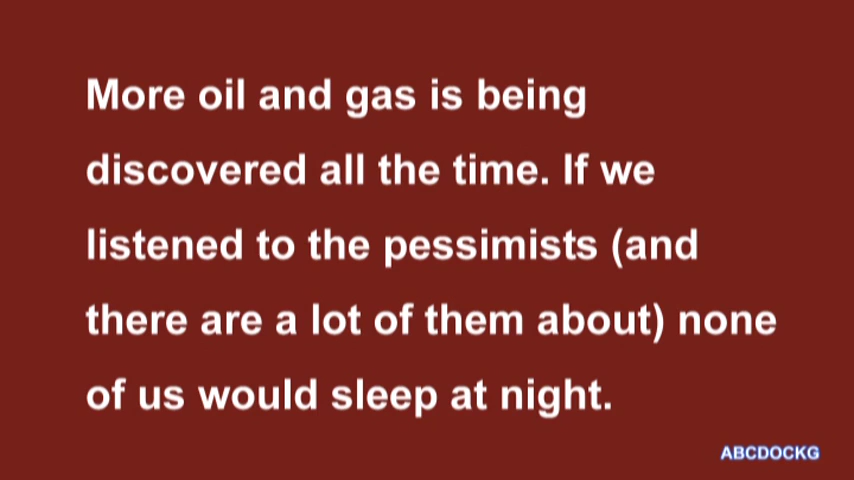 More oil and gas is being
discovered all the time. If we
listened to the pessimists (and
there are a lot of them about) none
of us would sleep at night.
ABCDOCKG